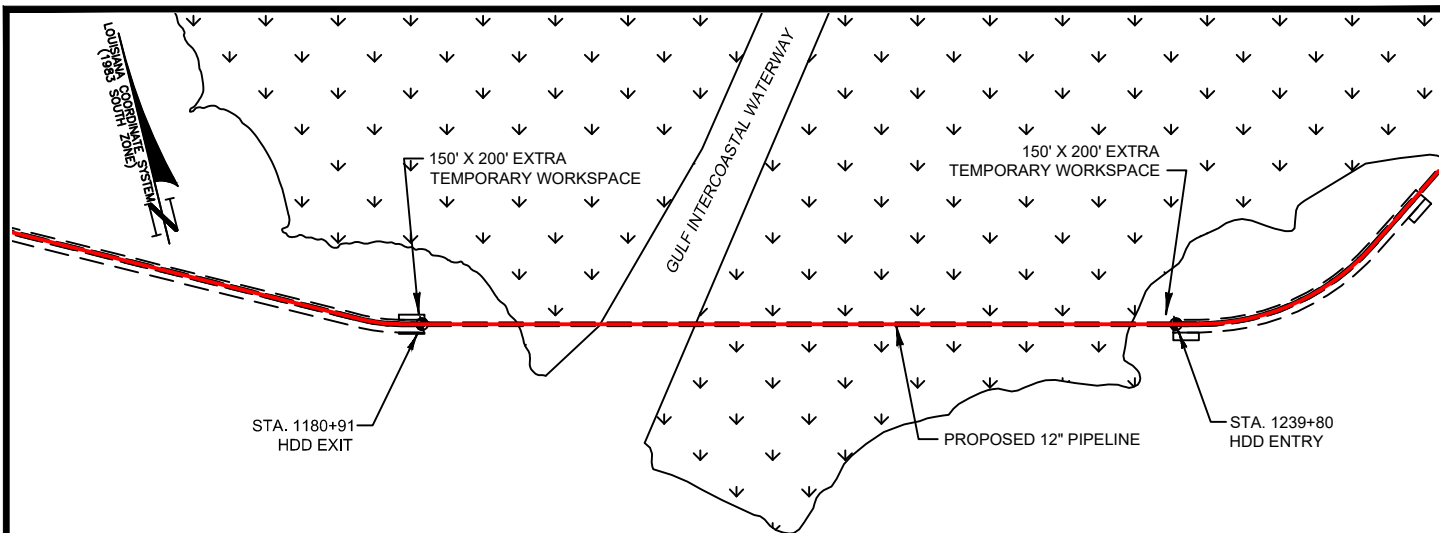 LOUISIANA COORDINATE SYSTEM
(1983 SOUTH ZONE)
150' X 200' EXTRA
TEMPORARY WORKSPACE
GULF INTERCOASTAL WATERWAY
150' X 200' EXTRA
TEMPORARY WORKSPACE
STA. 1180+91
HDD EXIT
PROPOSED 12" PIPELINE
STA. 1239+80
HDD ENTRY